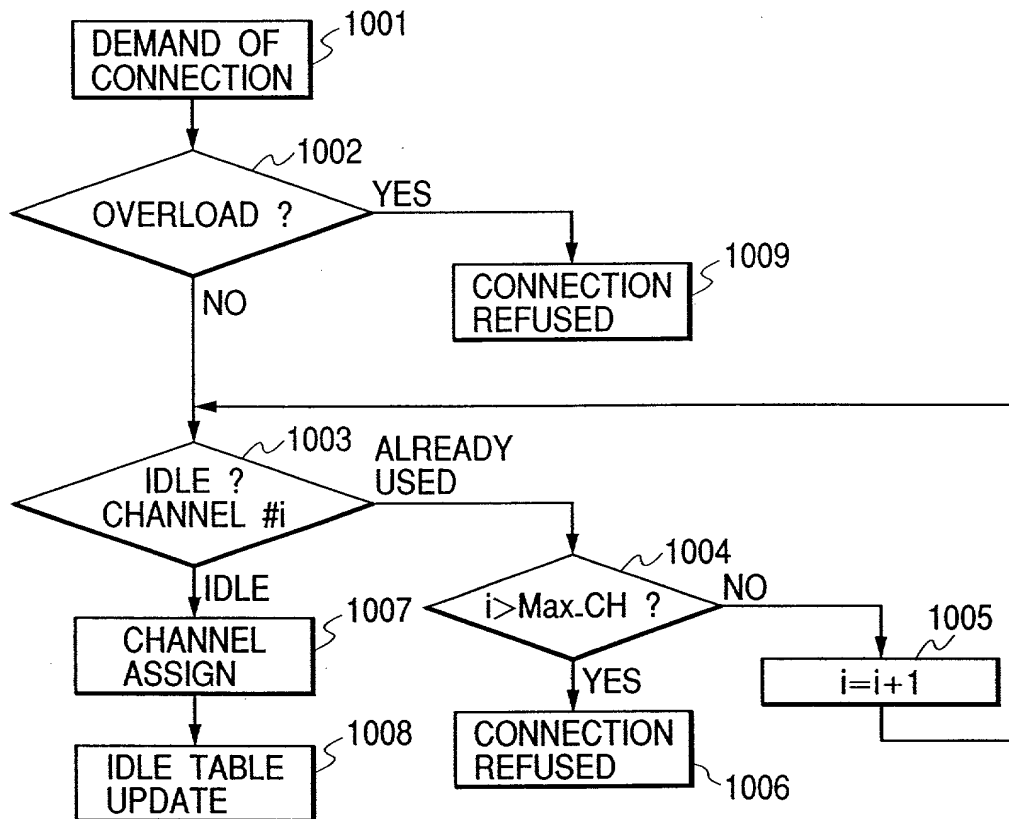 1001
DEMAND OF
CONNECTION
1002
OVERLOAD ?
YES
NO
1009
CONNECTION
REFUSED
1003
IDLE ?
CHANNEL #i
ALREADY
USED
IDLE
1004
i>Max_CH ?
NO
YES
1005
i=i+1
1007
CHANNEL
ASSIGN
1008
IDLE TABLE
UPDATE
CONNECTION
REFUSED
1006